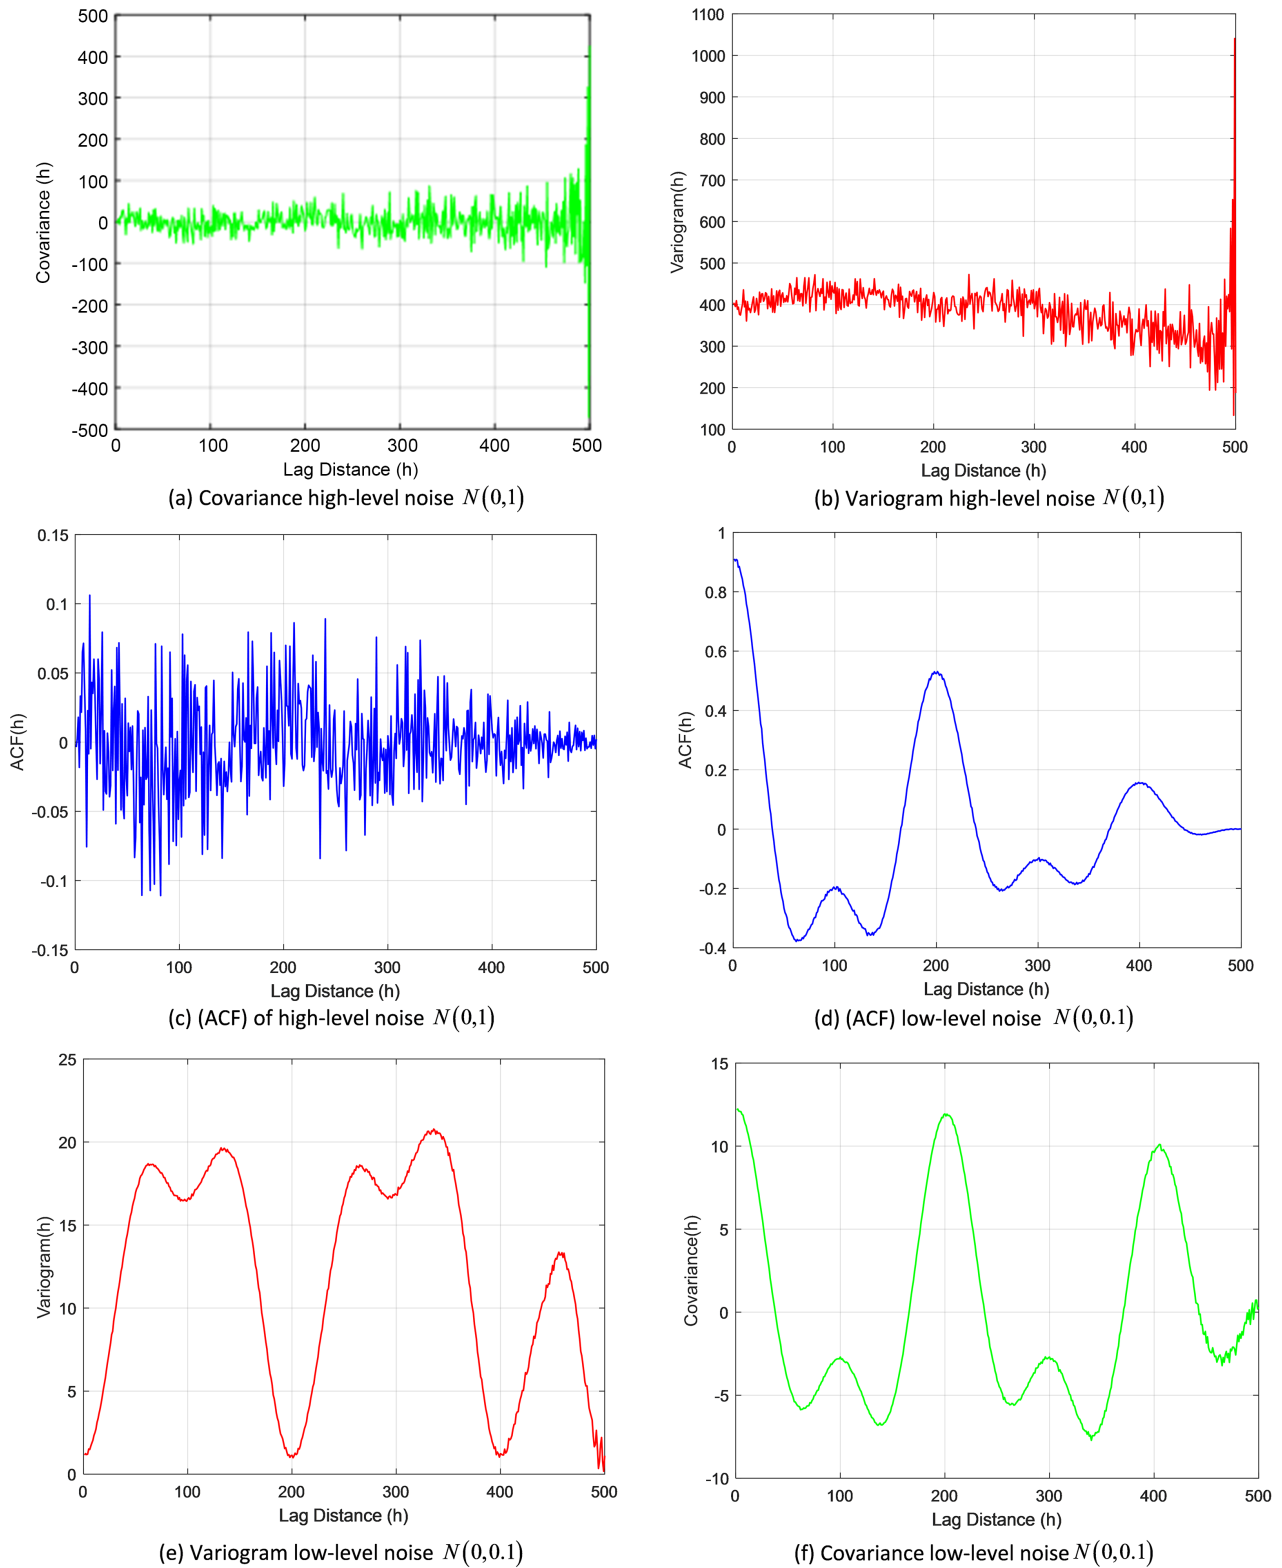 500
400
300
200
100
0
-100
-200
-300
-400
-500
Covariance (h)
0 100 200 300 400 500
Lag Distance (h)
(a) Covariance high-level noise N(0,1)
1100
1000
900
800
700
600
500
400
300
200
100
Variogram(h)
0 100 200 300 400 500
Lag Distance (h)
(b) Variogram high-level noise N(0,1)
0.15
0.1
0.05
0
-0.05
-0.1
-0.15
ACF(h)
0 100 200 300 400 500
Lag Distance (h)
(c) (ACF) of high-level noise N(0,1)
1
0.8
0.6
0.4
0.2
0
-0.2
-0.4
ACF(h)
0 100 200 300 400 500
Lag Distance (h)
(d) (ACF) low-level noise N(0,0.1)
25
20
15
10
5
0
Variogram(h)
0 100 200 300 400 500
Lag Distance (h)
(e) Variogram low-level noise N(0,0.1)
15
10
5
0
-5
-10
Covariance(h)
0 100 200 300 400 500
Lag Distance (h)
(f) Covariance low-level noise N(0,0.1)